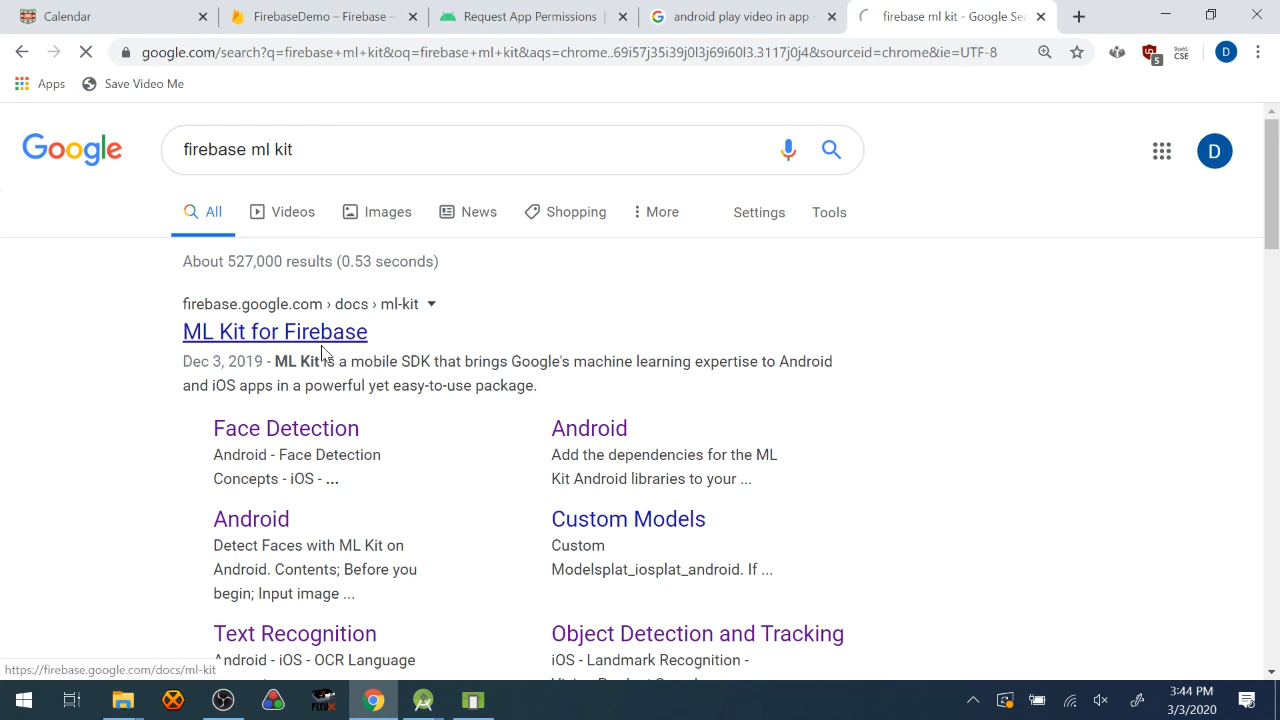 Calendar
FirebaseDemo – Firebase -
Request App Permissions
android play video in app -
firebase ml kit - Google Sea
google.com/search?q=firebase+ml+kit&oq=firebase+ml+kit&aqs=chrome..69i57j35i39j0l3j69i60l3.3117j0j4&sourceid=chrome&ie=UTF-8
5
CSE
D
Apps
Save Video Me
Google
firebase ml kit
D
All
Videos
Images
News
Shopping
More
Settings
Tools
About 527,000 results (0.53 seconds)
firebase.google.com › docs › ml-kit
ML Kit for Firebase
Dec 3, 2019 - ML Kit is a mobile SDK that brings Google's machine learning expertise to Android
and iOS apps in a powerful yet easy-to-use package.
Face Detection
Android - Face Detection
Concepts - iOS - ...
Android
Add the dependencies for the ML
Kit Android libraries to your ...
Android
Detect Faces with ML Kit on
Android. Contents; Before you
begin; Input image ...
Custom Models
Custom
Modelsplat_iosplat_android. If ...
Text Recognition
Android - iOS - OCR Language
Object Detection and Tracking
iOS - Landmark Recognition -
https://firebase.google.com/docs/ml-kit
3:44 PM
3/3/2020